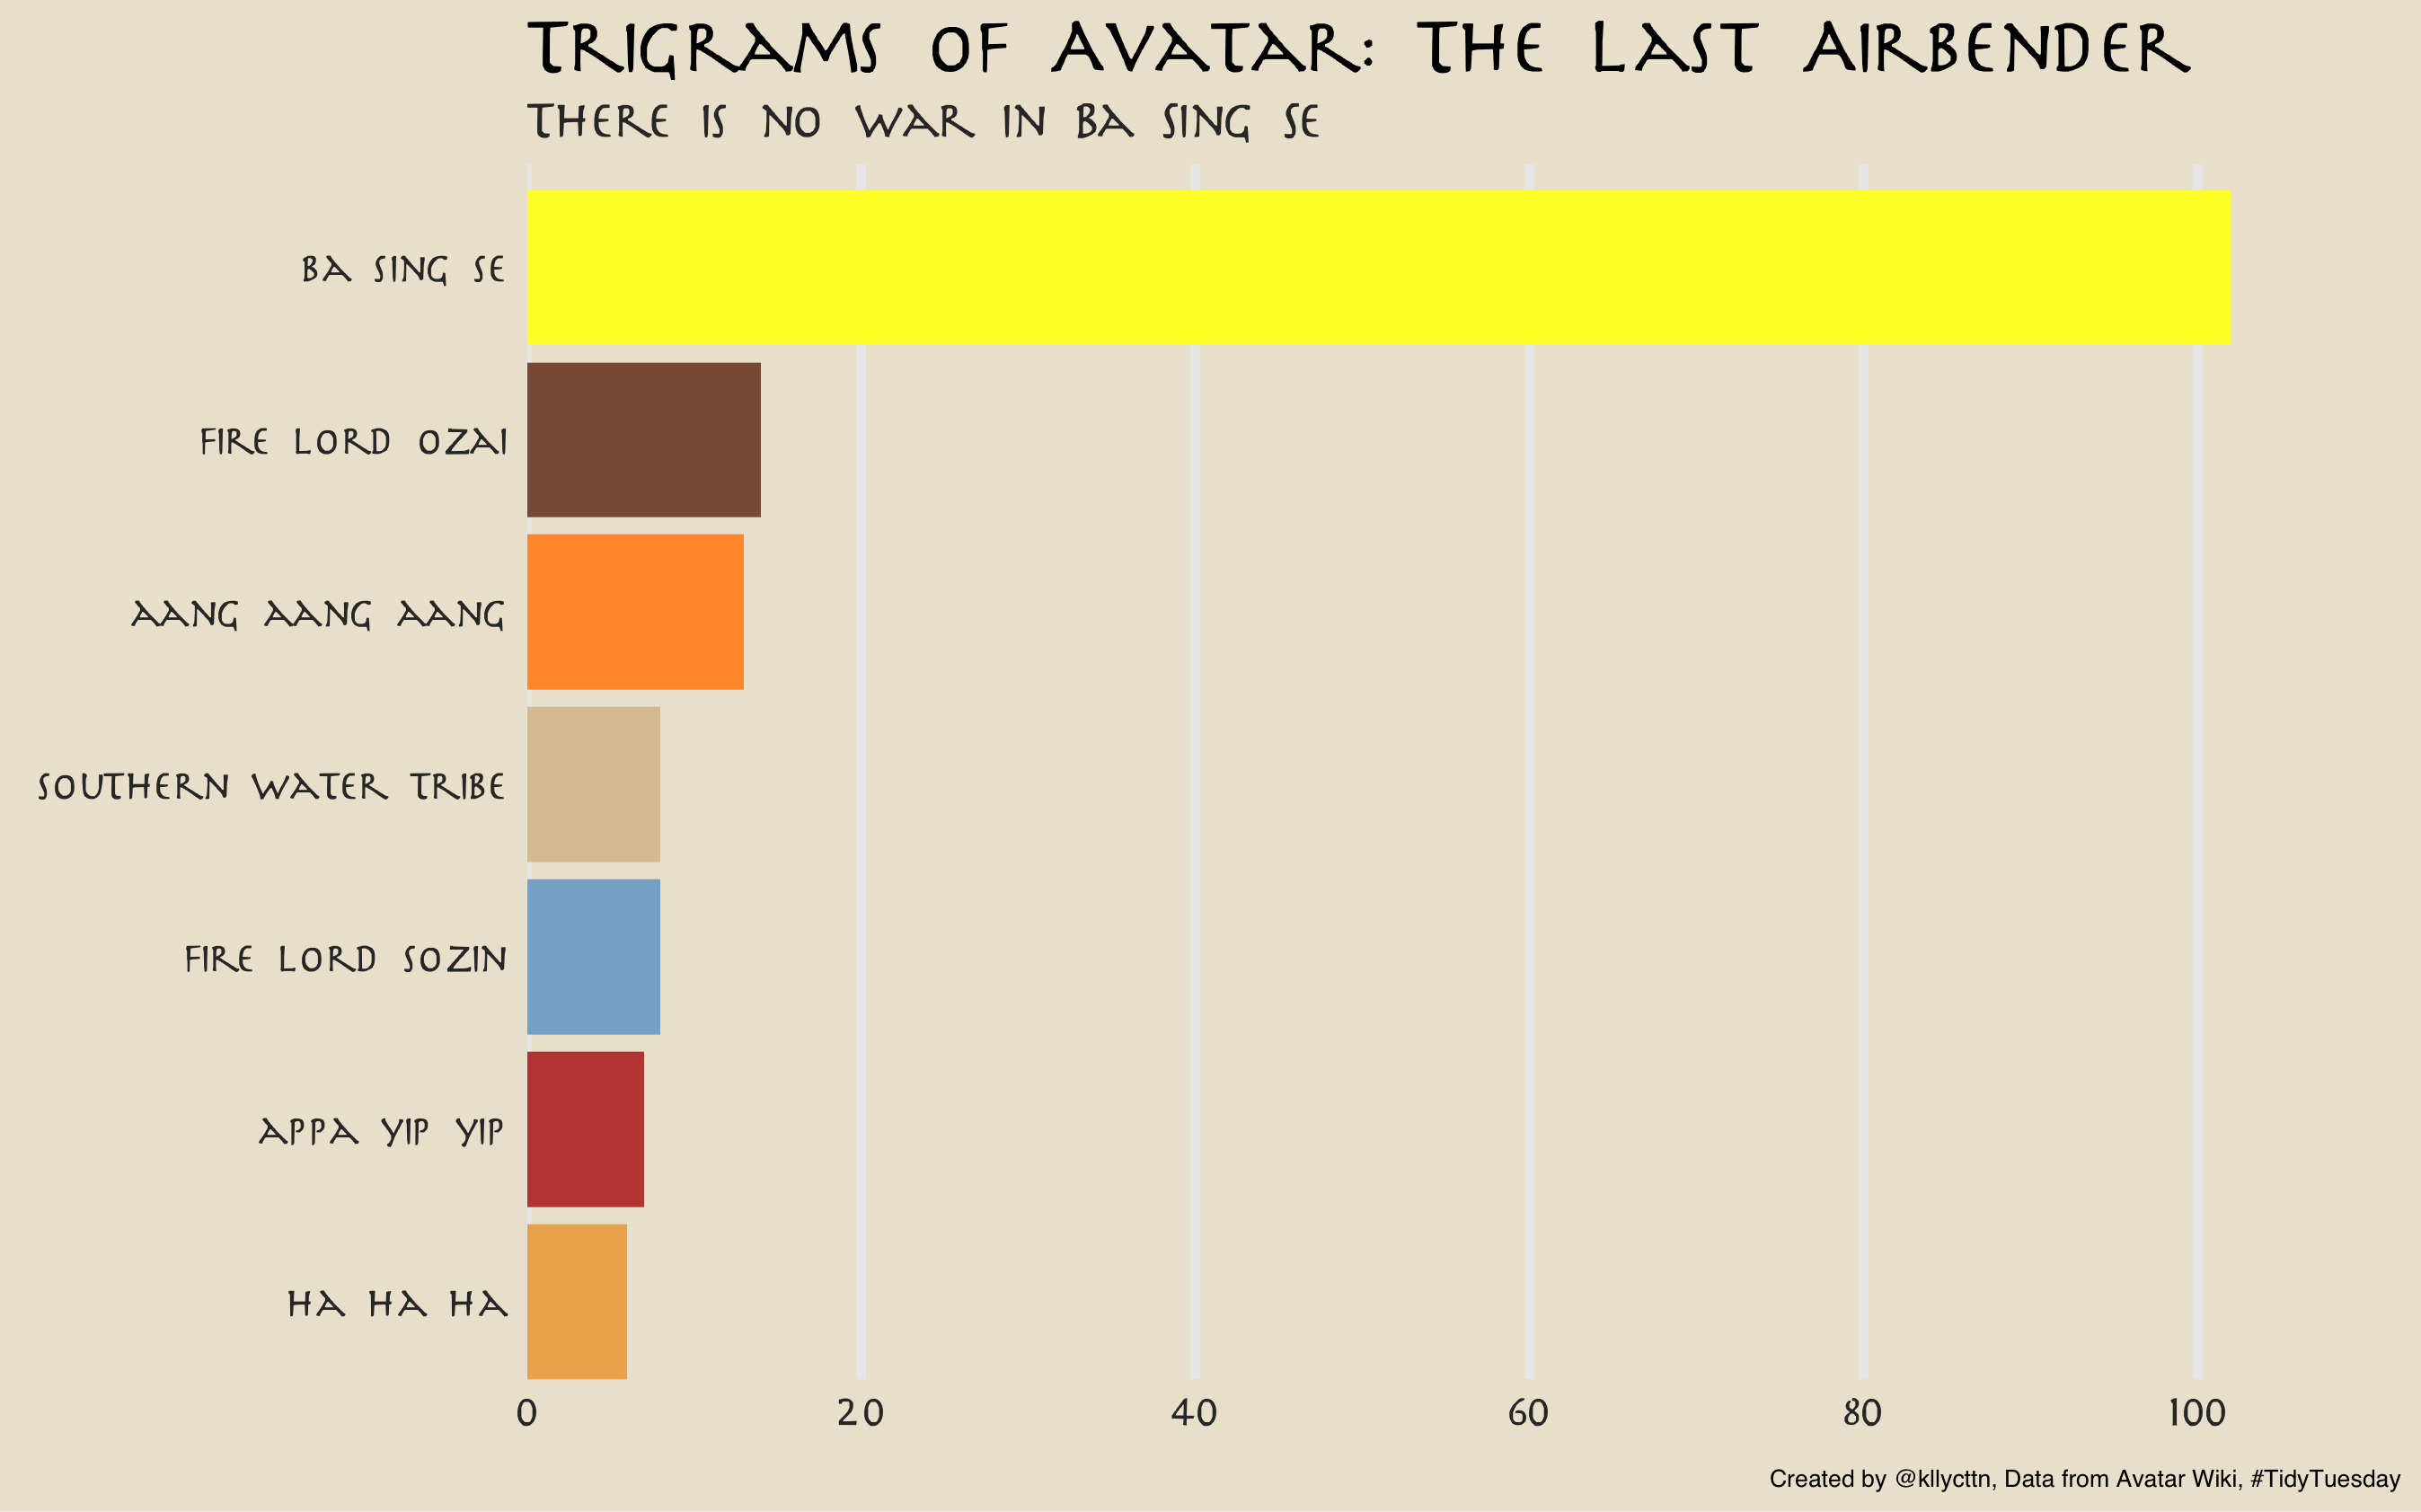 TRIGRAMS OF AVATAR: THE LAST AIRBENDER
THERE IS NO WAR IN BA SING SE
BA SING SE
FIRE LORD OZAI
AANG AANG AANG
SOUTHERN WATER TRIBE
FIRE LORD SOZIN
APPA YIP YIP
HA HA HA
0 20 40 60 80 100
Created by @kllycttn, Data from Avatar Wiki, #TidyTuesday